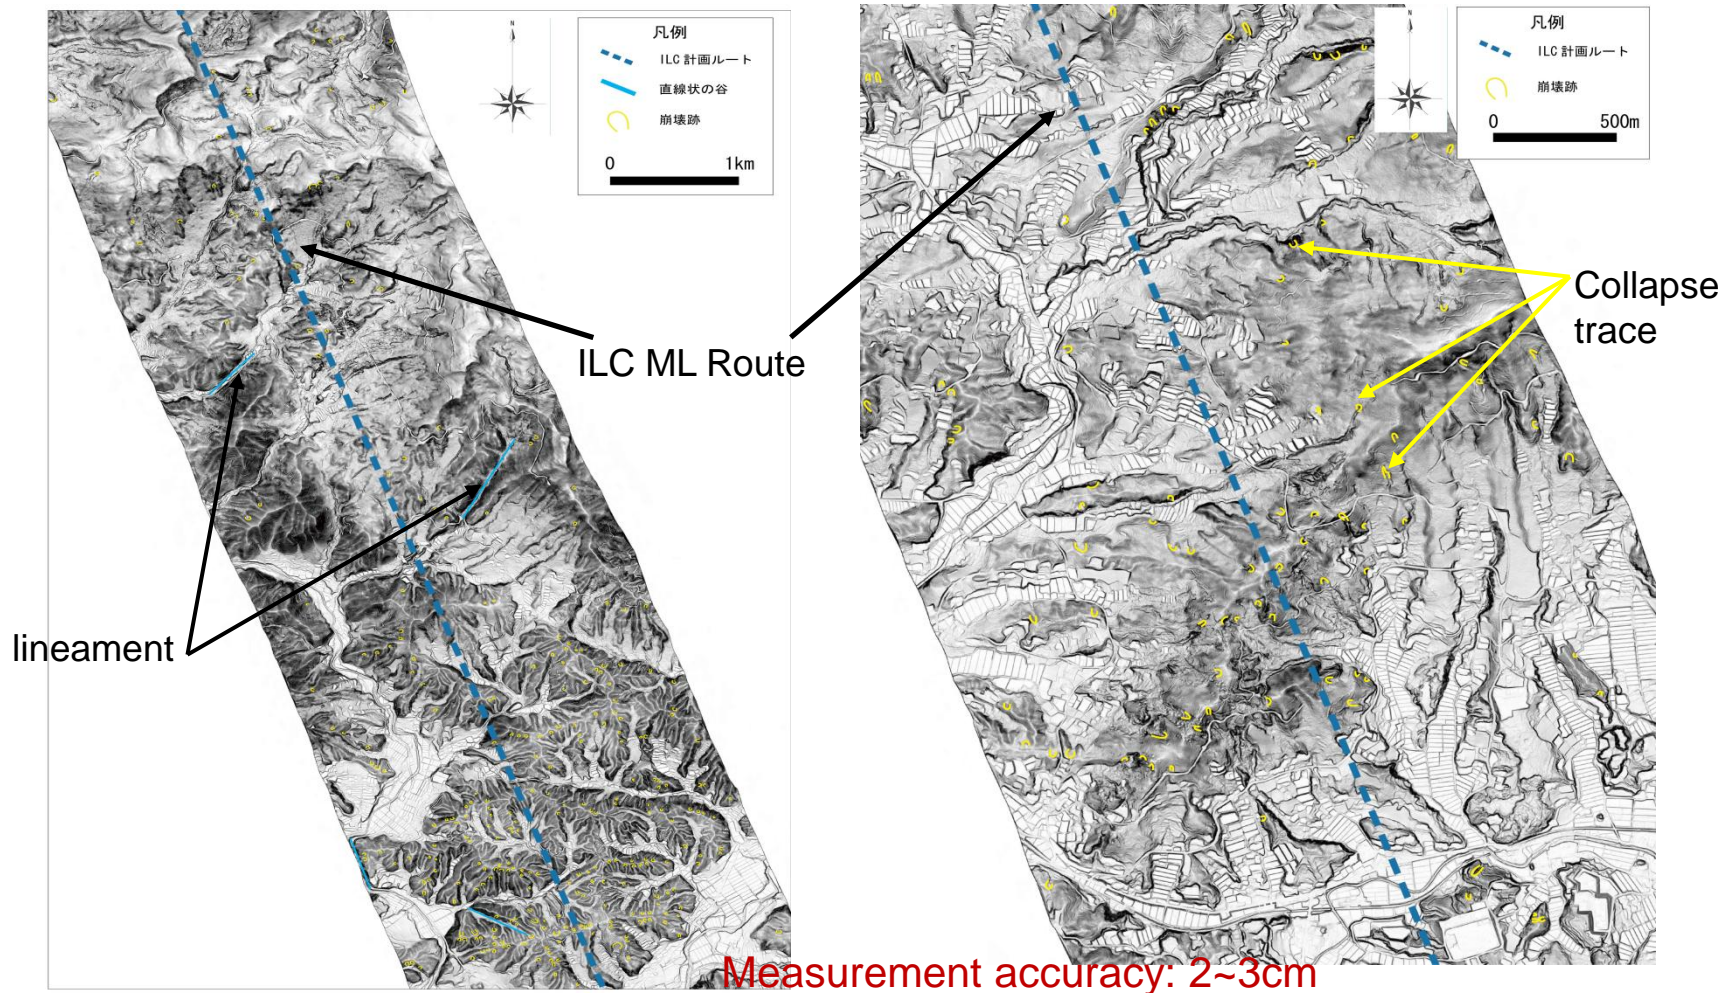 N
凡例
ILC 計画ルート
直線状の谷
崩壊跡
0 1km
N
凡例
ILC 計画ルート
崩壊跡
0 500m
Collapse
trace
ILC ML Route
lineament
Measurement accuracy: 2~3cm